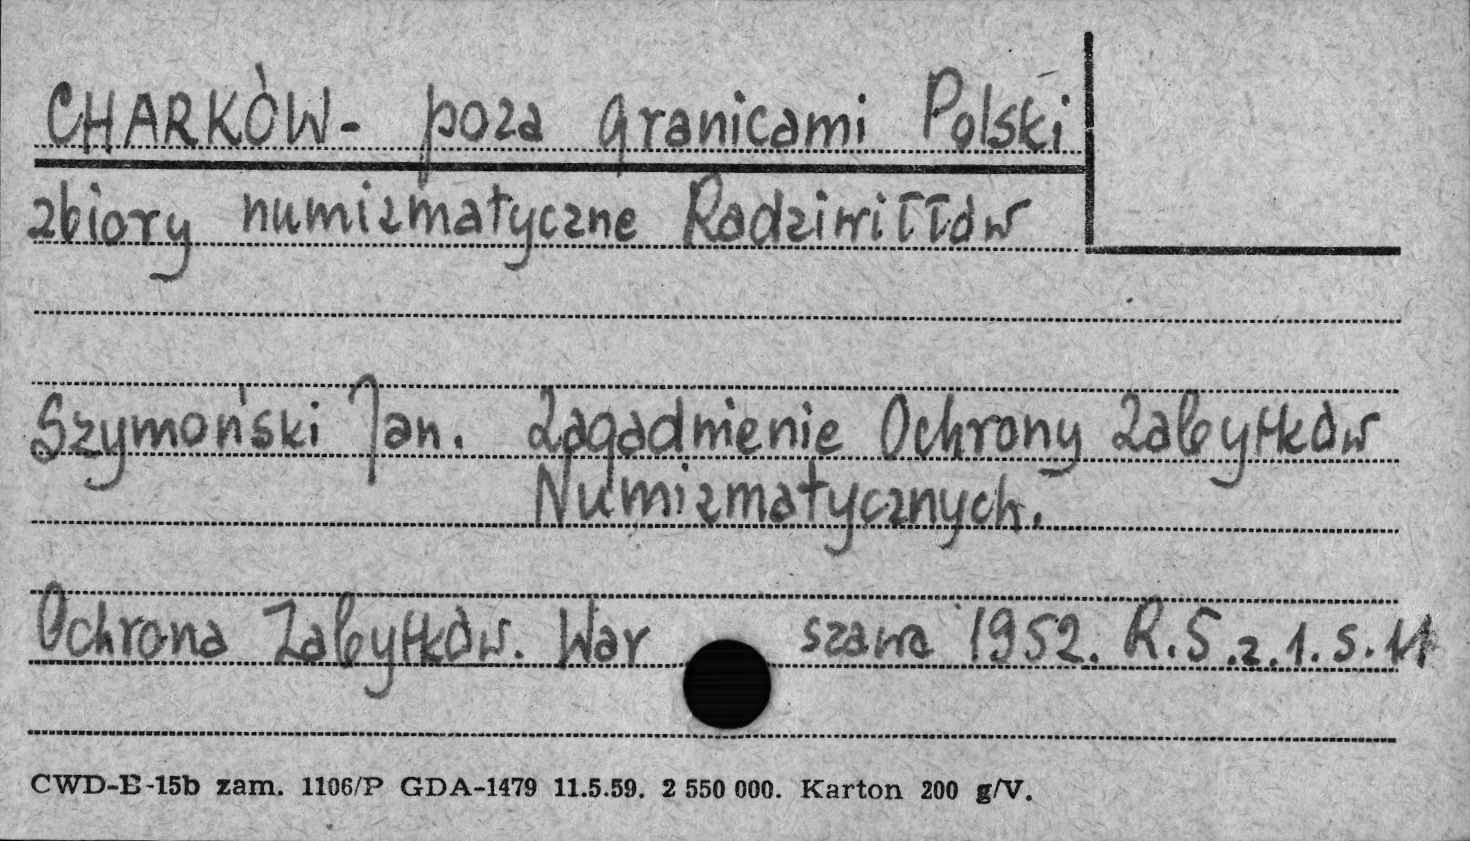 CHARKÓW- poza granicami Polski
zbiory numizmatyczne Radziwiłłów
Szymoński Jan. Zagadnienie Ochrony Zabytków
Numizmatycznych.
Ochrona Zabytków. War szawa 1952. R.5.z.1.s.11
CWD-E-15b zam. 1106/P GDA-1479 11.5.59. 2 550 000. Karton 200 g/V.